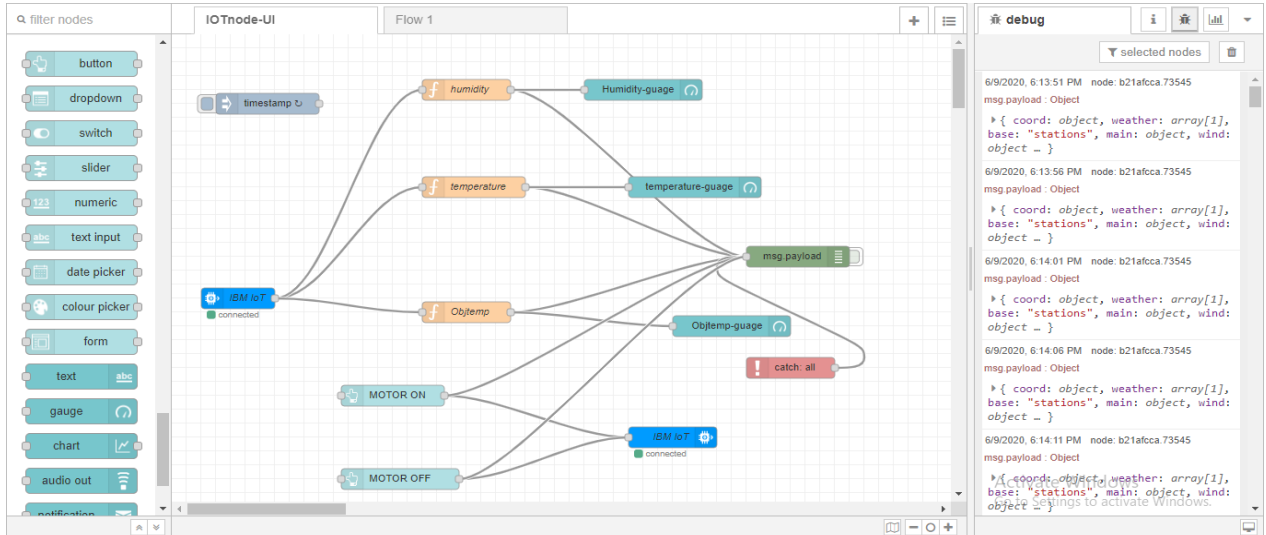 filter nodes
button
dropdown
switch
slider
123 numeric
abc text input
date picker
colour picker
form
text abc
gauge
chart
audio out
notification
IOTnode-UI
Flow 1
timestamp ↻
f humidity
Humidity-guage
f temperature
temperature-guage
msg.payload
IBM IoT
connected
f Objtemp
Objtemp-guage
catch: all
MOTOR ON
IBM IoT
connected
MOTOR OFF
debug
i
selected nodes
6/9/2020, 6:13:51 PM node: b21afcca.73545
msg.payload : Object
{ coord: object, weather: array[1],
base: "stations", main: object, wind:
object … }
6/9/2020, 6:13:56 PM node: b21afcca.73545
msg.payload : Object
{ coord: object, weather: array[1],
base: "stations", main: object, wind:
object … }
6/9/2020, 6:14:01 PM node: b21afcca.73545
msg.payload : Object
{ coord: object, weather: array[1],
base: "stations", main: object, wind:
object … }
6/9/2020, 6:14:06 PM node: b21afcca.73545
msg.payload : Object
{ coord: object, weather: array[1],
base: "stations", main: object, wind:
object … }
6/9/2020, 6:14:11 PM node: b21afcca.73545
msg.payload : Object
{ coord: object, weather: array[1],
base: "stations", main: object, wind:
object … }
Activate Windows
Go to Settings to activate Windows.